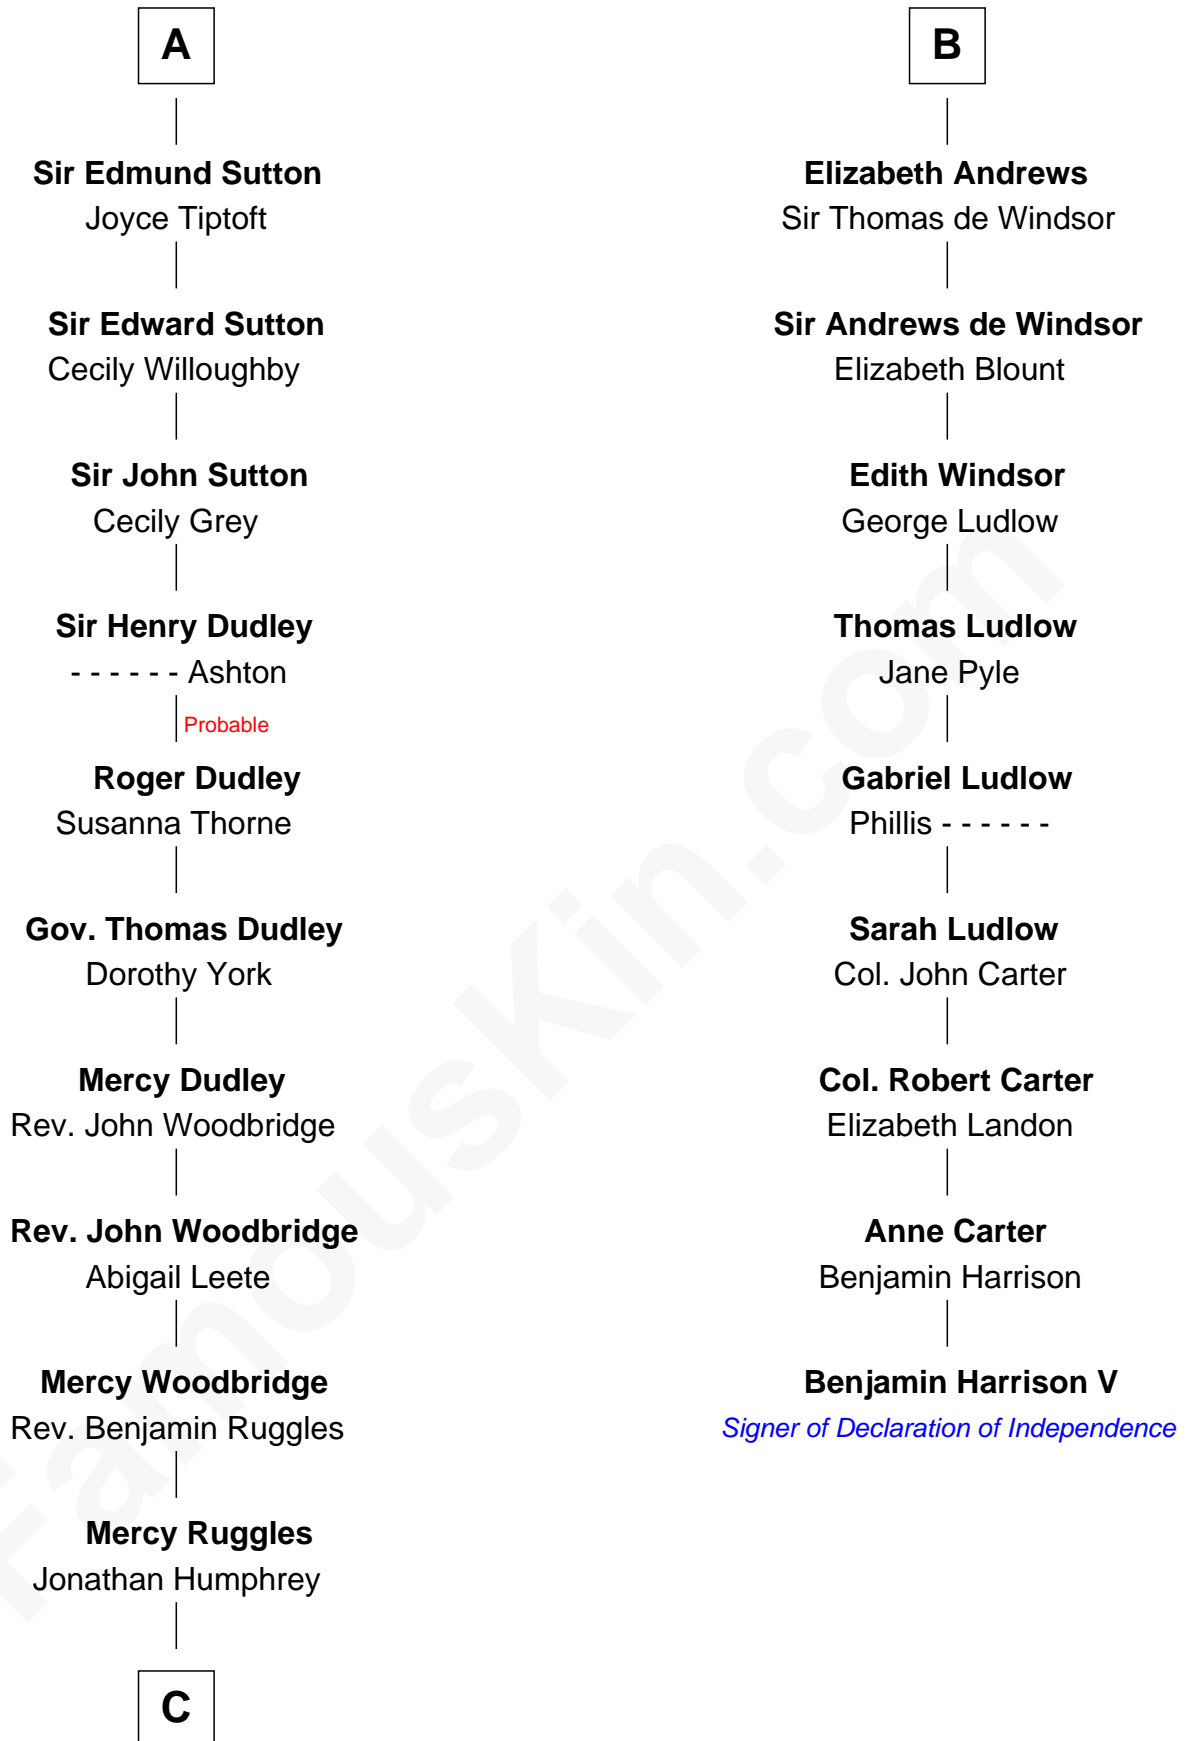 A
Sir Edmund Sutton
Joyce Tiptoft
Sir Edward Sutton
Cecily Willoughby
Sir John Sutton
Cecily Grey
Sir Henry Dudley
- - - - - - Ashton
Probable
Roger Dudley
Susanna Thorne
Gov. Thomas Dudley
Dorothy York
Mercy Dudley
Rev. John Woodbridge
Rev. John Woodbridge
Abigail Leete
Mercy Woodbridge
Rev. Benjamin Ruggles
Mercy Ruggles
Jonathan Humphrey
C
B
Elizabeth Andrews
Sir Thomas de Windsor
Sir Andrews de Windsor
Elizabeth Blount
Edith Windsor
George Ludlow
Thomas Ludlow
Jane Pyle
Gabriel Ludlow
Phillis - - - - - -
Sarah Ludlow
Col. John Carter
Col. Robert Carter
Elizabeth Landon
Anne Carter
Benjamin Harrison
Benjamin Harrison V
Signer of Declaration of Independence
FamousKin.com